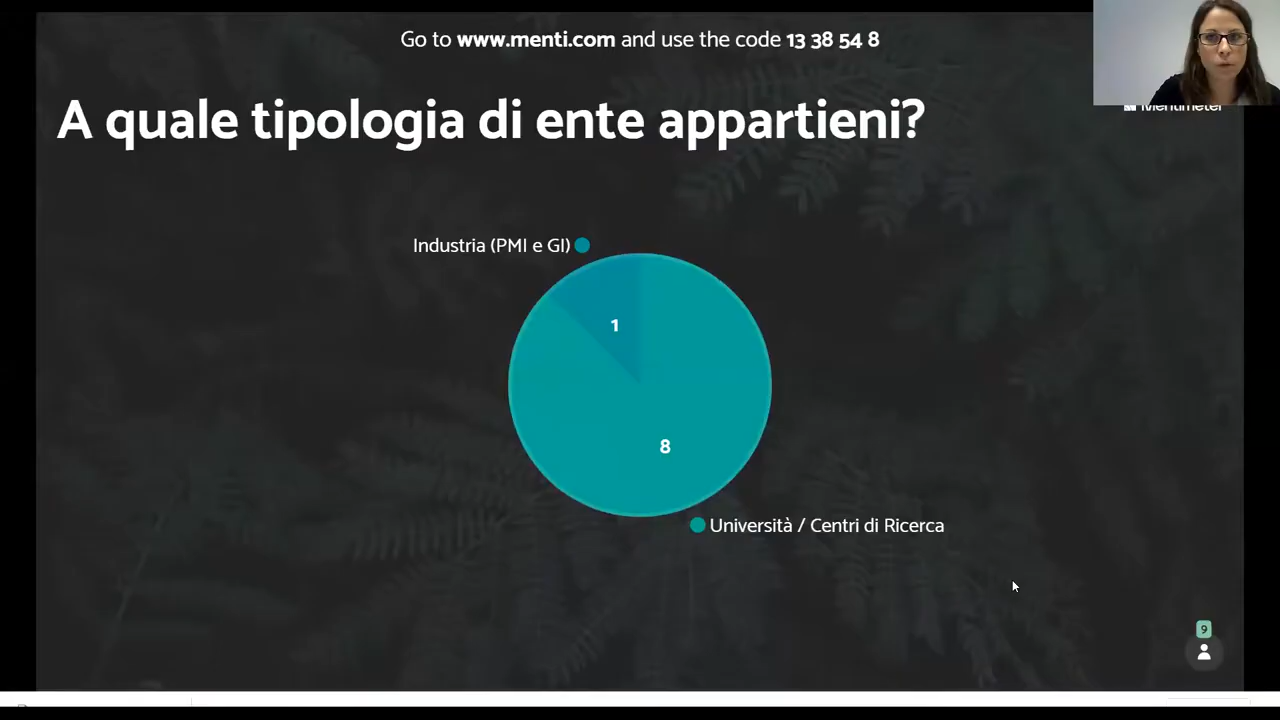 Go to www.menti.com and use the code 13 38 54 8
Mentimeter
A quale tipologia di ente appartieni?
Industria (PMI e GI)
1
8
Università / Centri di Ricerca
9